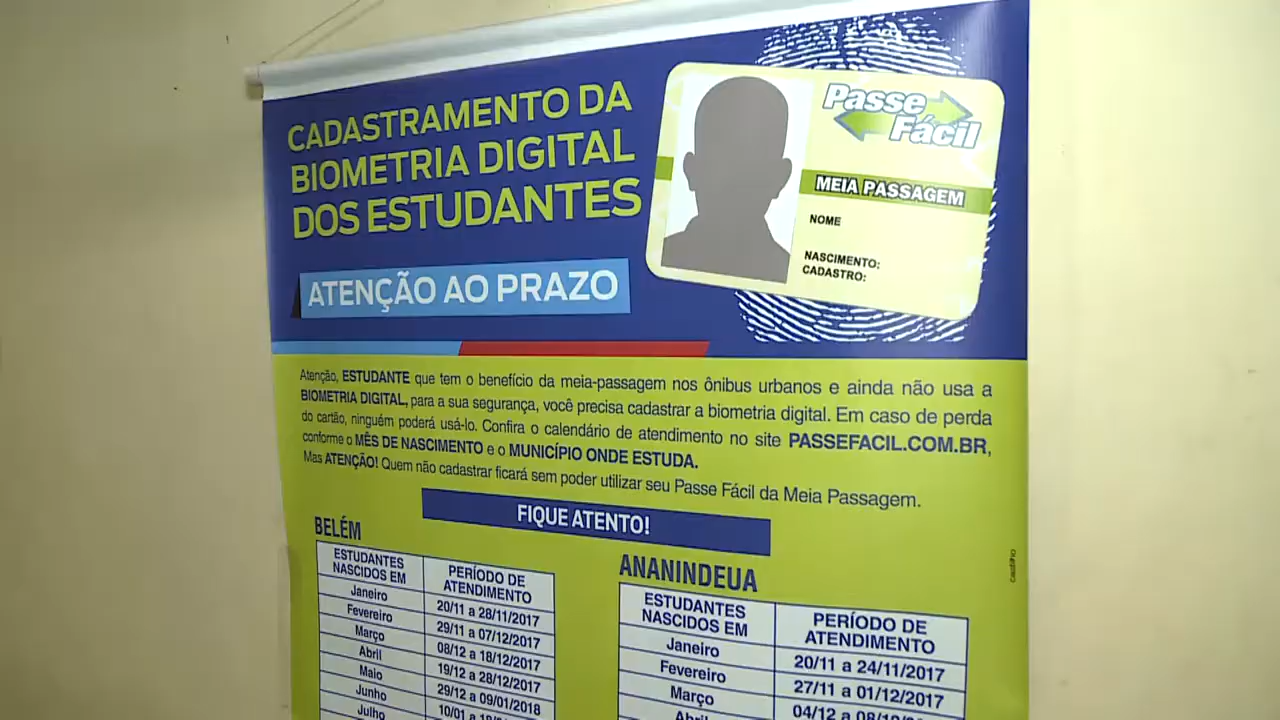 CADASTRAMENTO DA
BIOMETRIA DIGITAL
DOS ESTUDANTES
ATENÇÃO AO PRAZO
Passe
Fácil
MEIA PASSAGEM
NOME
NASCIMENTO:
CADASTRO:
Atenção, ESTUDANTE que tem o benefício da meia-passagem nos ônibus urbanos e ainda não usa a
BIOMETRIA DIGITAL, para a sua segurança, você precisa cadastrar a biometria digital. Em caso de perda
do cartão, ninguém poderá usá-lo. Confira o calendário de atendimento no site PASSEFACIL.COM.BR,
conforme o MÊS DE NASCIMENTO e o MUNICÍPIO ONDE ESTUDA.
Mas ATENÇÃO! Quem não cadastrar ficará sem poder utilizar seu Passe Fácil da Meia Passagem.
FIQUE ATENTO!
BELÉM
ESTUDANTES NASCIDOS EM PERÍODO DE ATENDIMENTO
Janeiro 20/11 a 28/11/2017
Fevereiro 29/11 a 07/12/2017
Março 08/12 a 18/12/2017
Abril 19/12 a 28/12/2017
Maio 29/12 a 09/01/2018
Junho 10/01 a
Julho
ANANINDEUA
ESTUDANTES NASCIDOS EM PERÍODO DE ATENDIMENTO
Janeiro 20/11 a 24/11/2017
Fevereiro 27/11 a 01/12/2017
Março 04/12 a
Abril